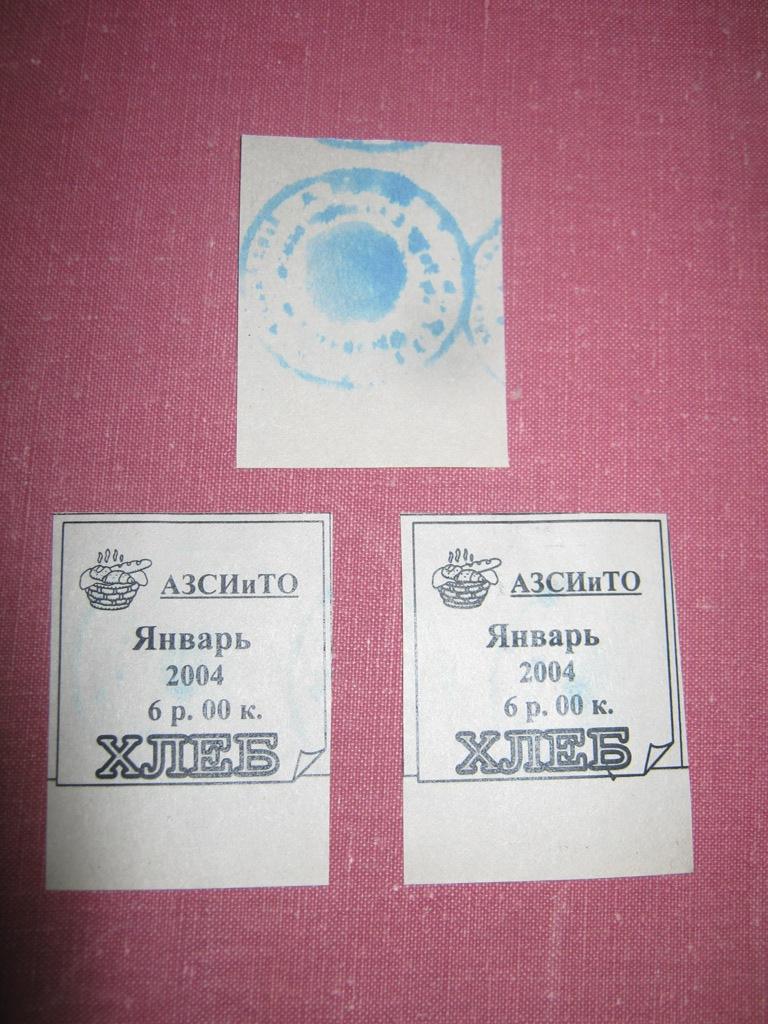 АЗСИиТО
Январь
2004
6 р. 00 к.
ХЛЕБ
АЗСИиТО
Январь
2004
6 р. 00 к.
ХЛЕБ